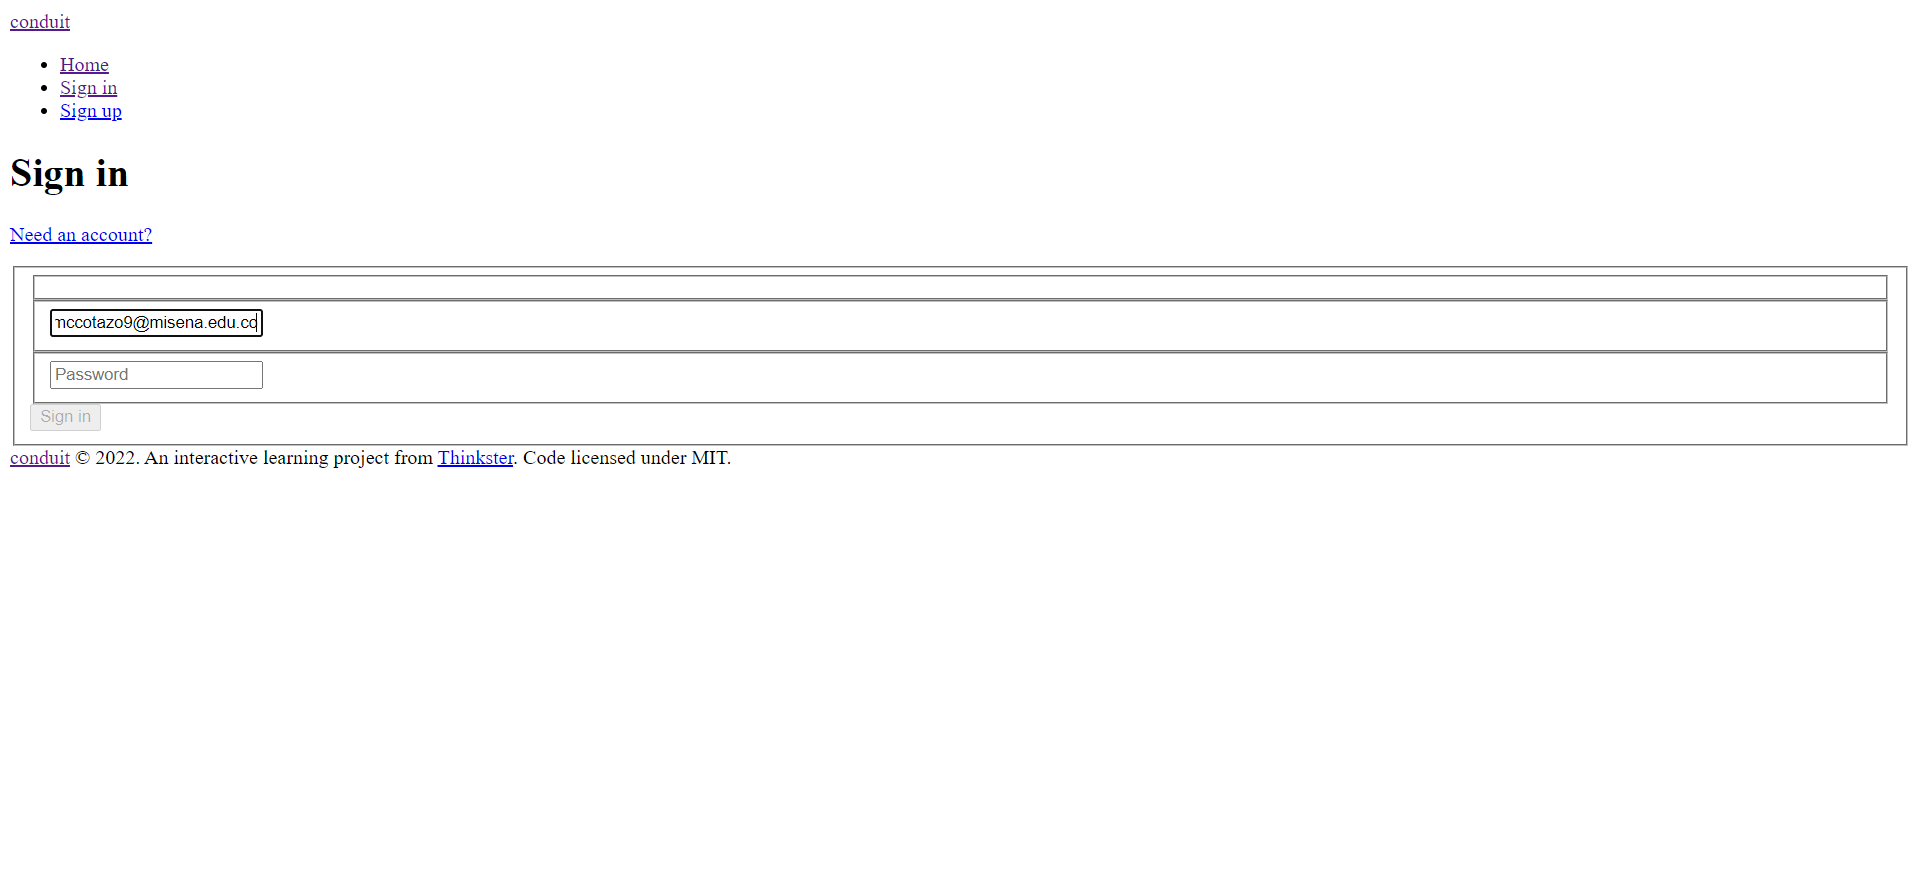 conduit
Home
Sign in
Sign up
Sign in
Need an account?
mccotazo9@misena.edu.co
Password
Sign in
conduit © 2022. An interactive learning project from Thinkster. Code licensed under MIT.